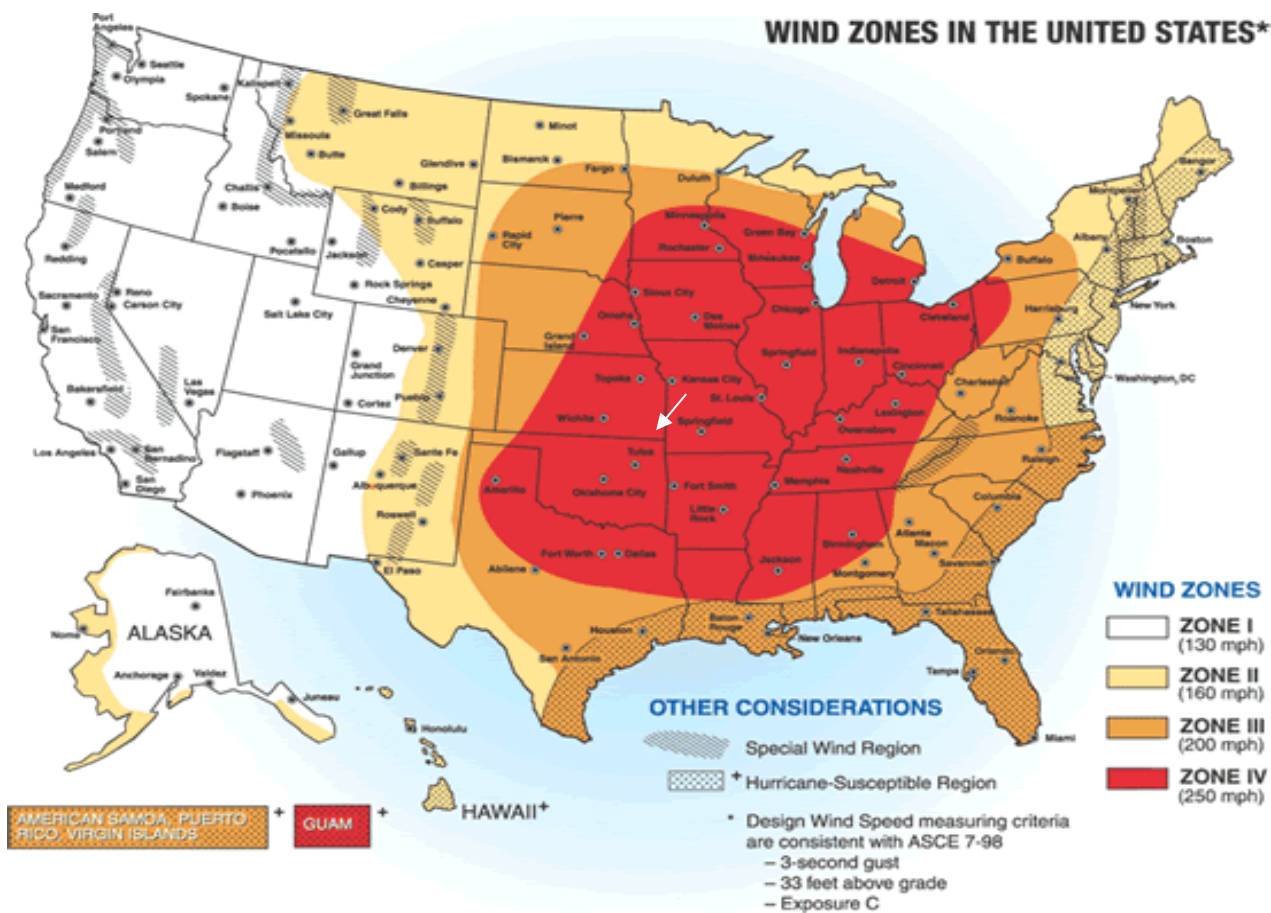 WIND ZONES IN THE UNITED STATES*
Port
Angeles
Seattle
Olympia
Spokane
Kalispell
Great Falls
Missoula
Butte
Glendive
Billings
Minot
Bismarck
Fargo
Duluth
Portland
Salem
Medford
Challis
Boise
Pocatello
Cody
Buffalo
Jackson
Casper
Rock Springs
Cheyenne
Rapid
City
Pierre
Minneapolis
Rochester
Green Bay
Milwaukee
Detroit
Buffalo
Montpelier
Bangor
Albany
Boston
New York
Redding
Sacramento
Reno
Carson City
San
Francisco
Salt Lake City
Grand
Junction
Denver
Pueblo
Cortez
Sioux City
Omaha
Grand
Island
Des
Moines
Chicago
Cleveland
Harrisburg
Washington, DC
Bakersfield
Las
Vegas
Topeka
Kansas City
Wichita
Springfield
St. Louis
Springfield
Indianapolis
Cincinnati
Lexington
Owensboro
Charleston
Roanoke
Raleigh
Los Angeles
San
Bernadino
San
Diego
Flagstaff
Phoenix
Gallup
Sante Fe
Albuquerque
Roswell
El Paso
Amarillo
Tulsa
Oklahoma City
Fort Smith
Little
Rock
Memphis
Nashville
Columbia
Atlanta
Macon
Savannah
Birmingham
Montgomery
Jackson
Fort Worth
Dallas
Abilene
San Antonio
Houston
Baton
Rouge
New Orleans
Tallahassee
Orlando
Tampa
Miami
Fairbanks
ALASKA
Nome
Anchorage
Valdez
Juneau
Honolulu
HAWAII+
AMERICAN SAMOA, PUERTO
RICO, VIRGIN ISLANDS
+
GUAM
+
OTHER CONSIDERATIONS
Special Wind Region
+ Hurricane-Susceptible Region
* Design Wind Speed measuring criteria
are consistent with ASCE 7-98
– 3-second gust
– 33 feet above grade
– Exposure C
WIND ZONES
ZONE I
(130 mph)
ZONE II
(160 mph)
ZONE III
(200 mph)
ZONE IV
(250 mph)